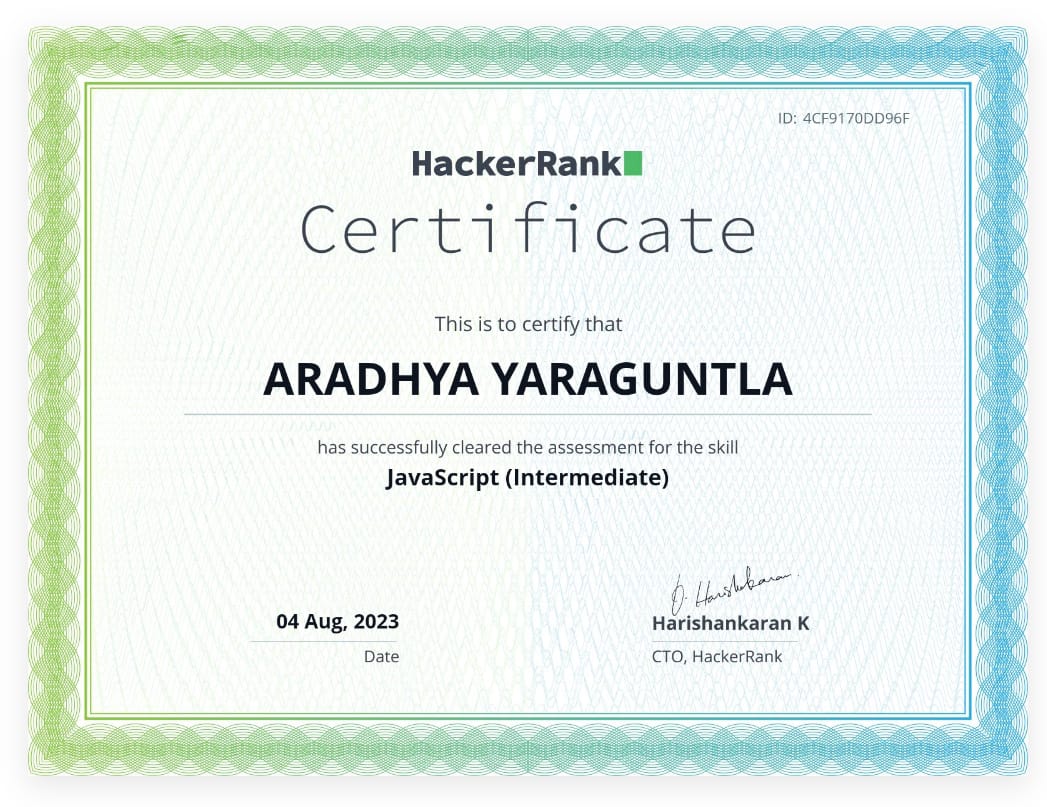 ID: 4CF9170DD96F
HackerRank
Certificate
This is to certify that
ARADHYA YARAGUNTLA
has successfully cleared the assessment for the skill
JavaScript (Intermediate)
04 Aug, 2023
Date
Harishankaran K
CTO, HackerRank